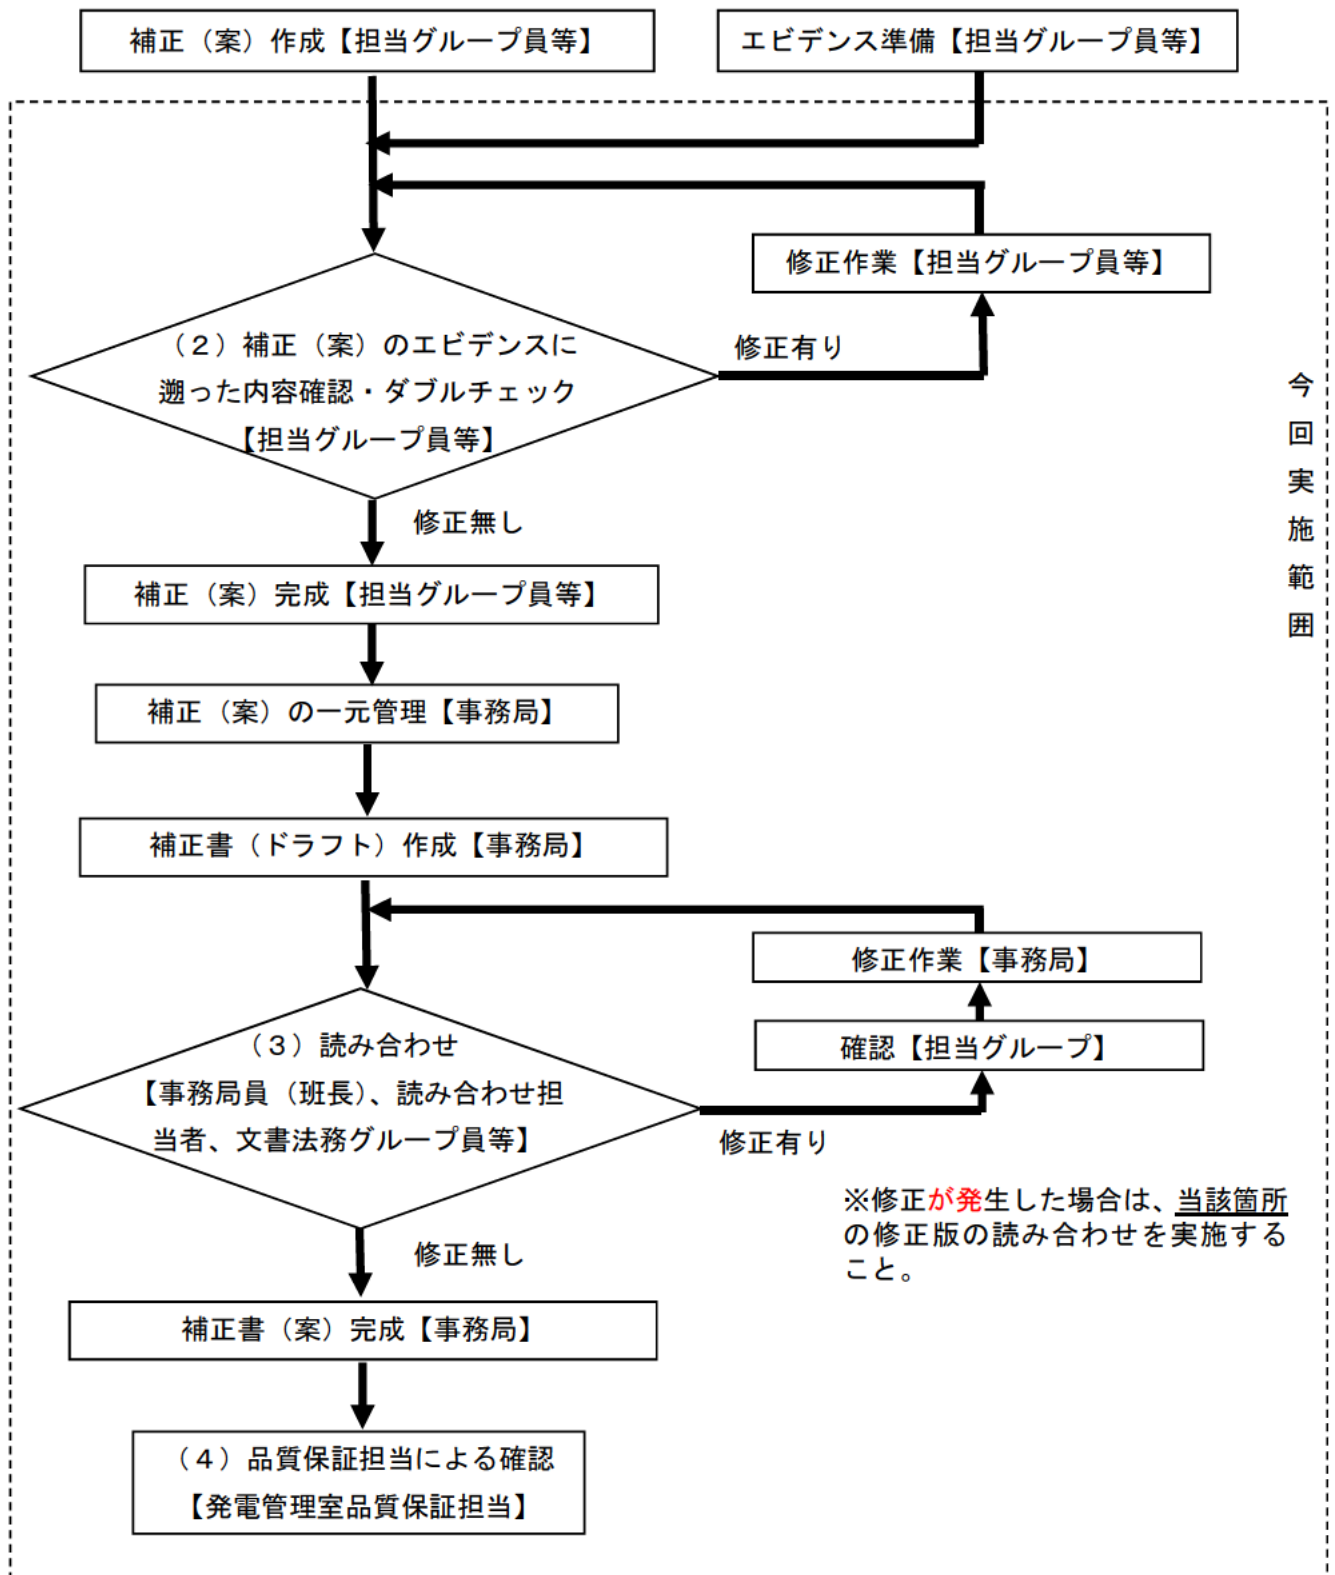 補正（案）作成【担当グループ員等】
エビデンス準備【担当グループ員等】
修正作業【担当グループ員等】
（２）補正（案）のエビデンスに
遡った内容確認・ダブルチェック
【担当グループ員等】
修正有り
今回実施範囲
修正無し
補正（案）完成【担当グループ員等】
補正（案）の一元管理【事務局】
補正書（ドラフト）作成【事務局】
修正作業【事務局】
確認【担当グループ】
（３）読み合わせ
【事務局員（班長）、読み合わせ担
当者、文書法務グループ員等】
修正有り
※修正が発生した場合は、当該箇所
の修正版の読み合わせを実施する
こと。
修正無し
補正書（案）完成【事務局】
（４）品質保証担当による確認
【発電管理室品質保証担当】